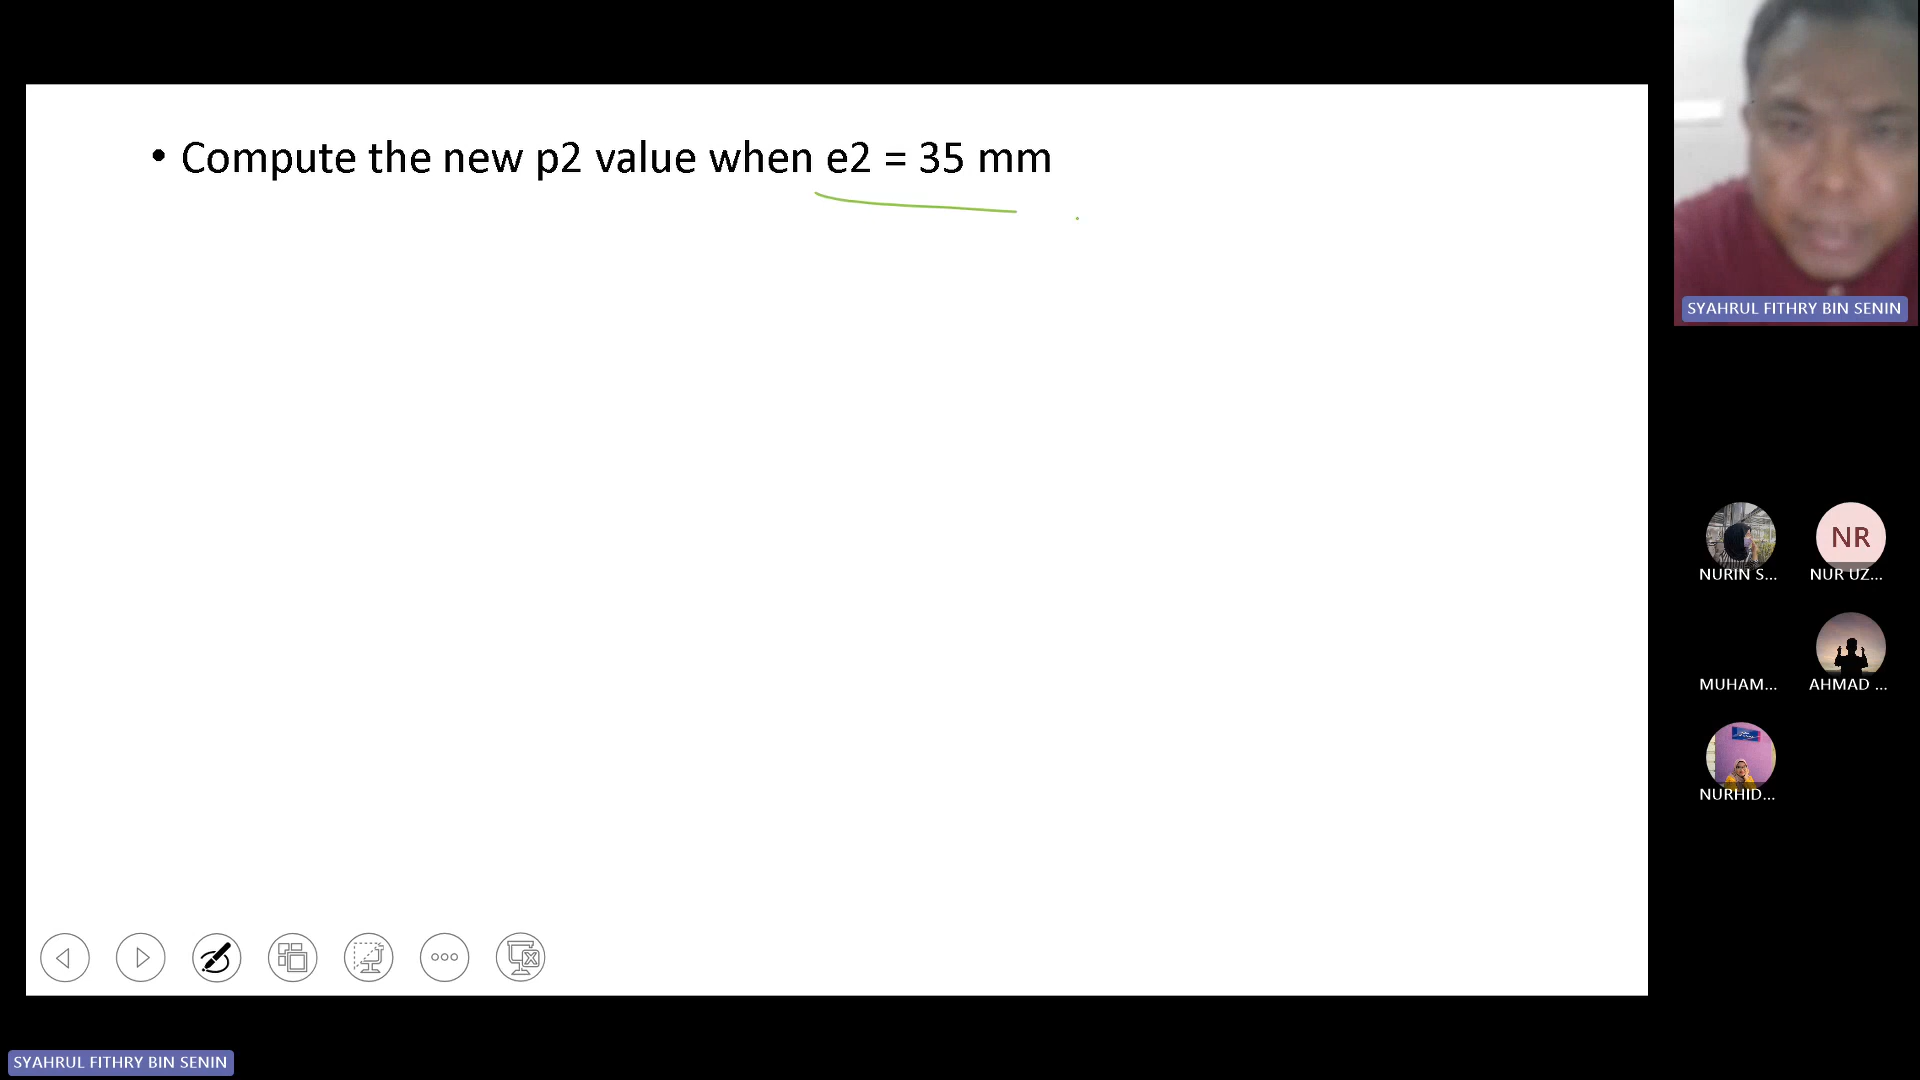 • Compute the new p2 value when e2 = 35 mm
SYAHRUL FITHRY BIN SENIN
NURIN S...
NR
NUR UZ...
MUHAM...
AHMAD ...
NURHID...
SYAHRUL FITHRY BIN SENIN